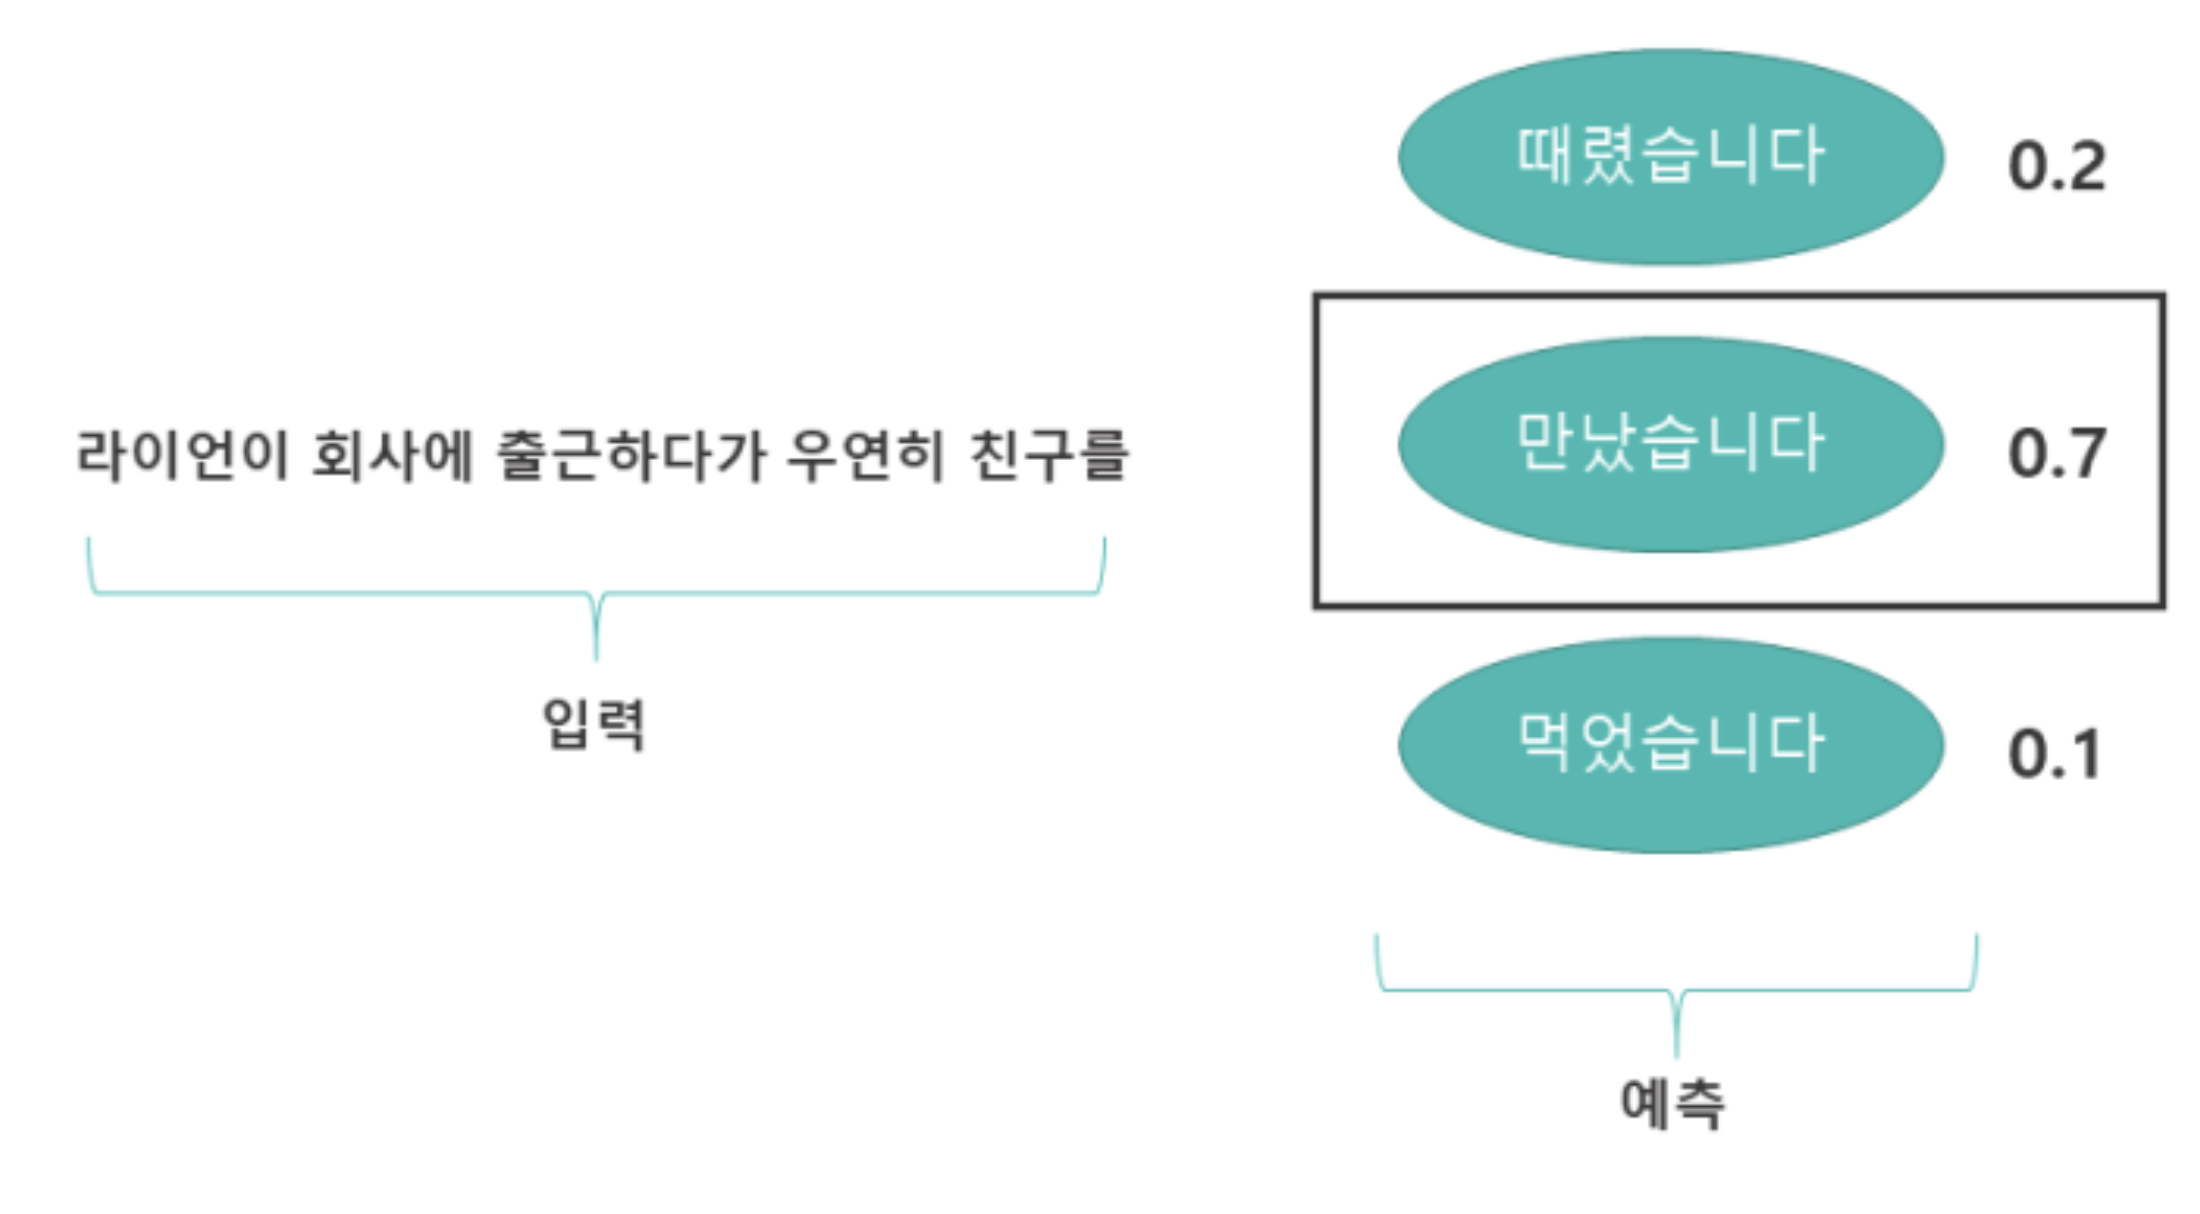 때렸습니다 0.2
라이언이 회사에 출근하다가 우연히 친구를
만났습니다 0.7
입력
먹었습니다 0.1
예측